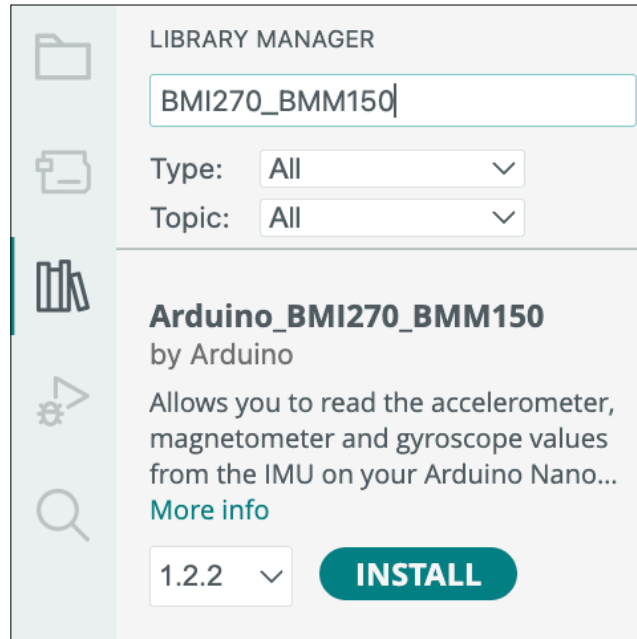 LIBRARY MANAGER
BMI270_BMM150
Type: All
Topic: All
Arduino_BMI270_BMM150
by Arduino
Allows you to read the accelerometer,
magnetometer and gyroscope values
from the IMU on your Arduino Nano...
More info
1.2.2 INSTALL